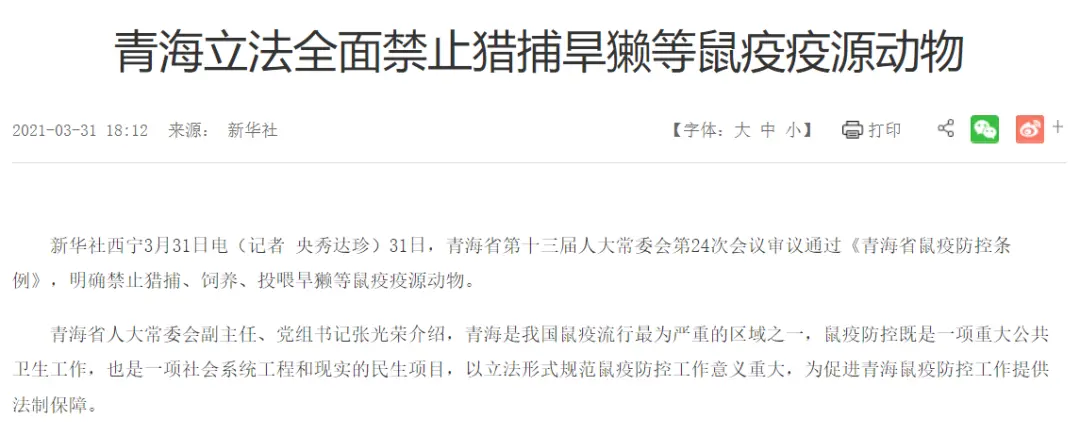 青海立法全面禁止猎捕旱獭等鼠疫疫源动物
2021-03-31 18:12 来源： 新华社 【字体：大 中 小】 打印 +
新华社西宁3月31日电（记者 央秀达珍）31日，青海省第十三届人大常委会第24次会议审议通过《青海省鼠疫防控条
例》，明确禁止猎捕、饲养、投喂旱獭等鼠疫疫源动物。
青海省人大常委会副主任、党组书记张光荣介绍，青海是我国鼠疫流行最为严重的区域之一，鼠疫防控既是一项重大公共
卫生工作，也是一项社会系统工程和现实的民生项目，以立法形式规范鼠疫防控工作意义重大，为促进青海鼠疫防控工作提供
法制保障。